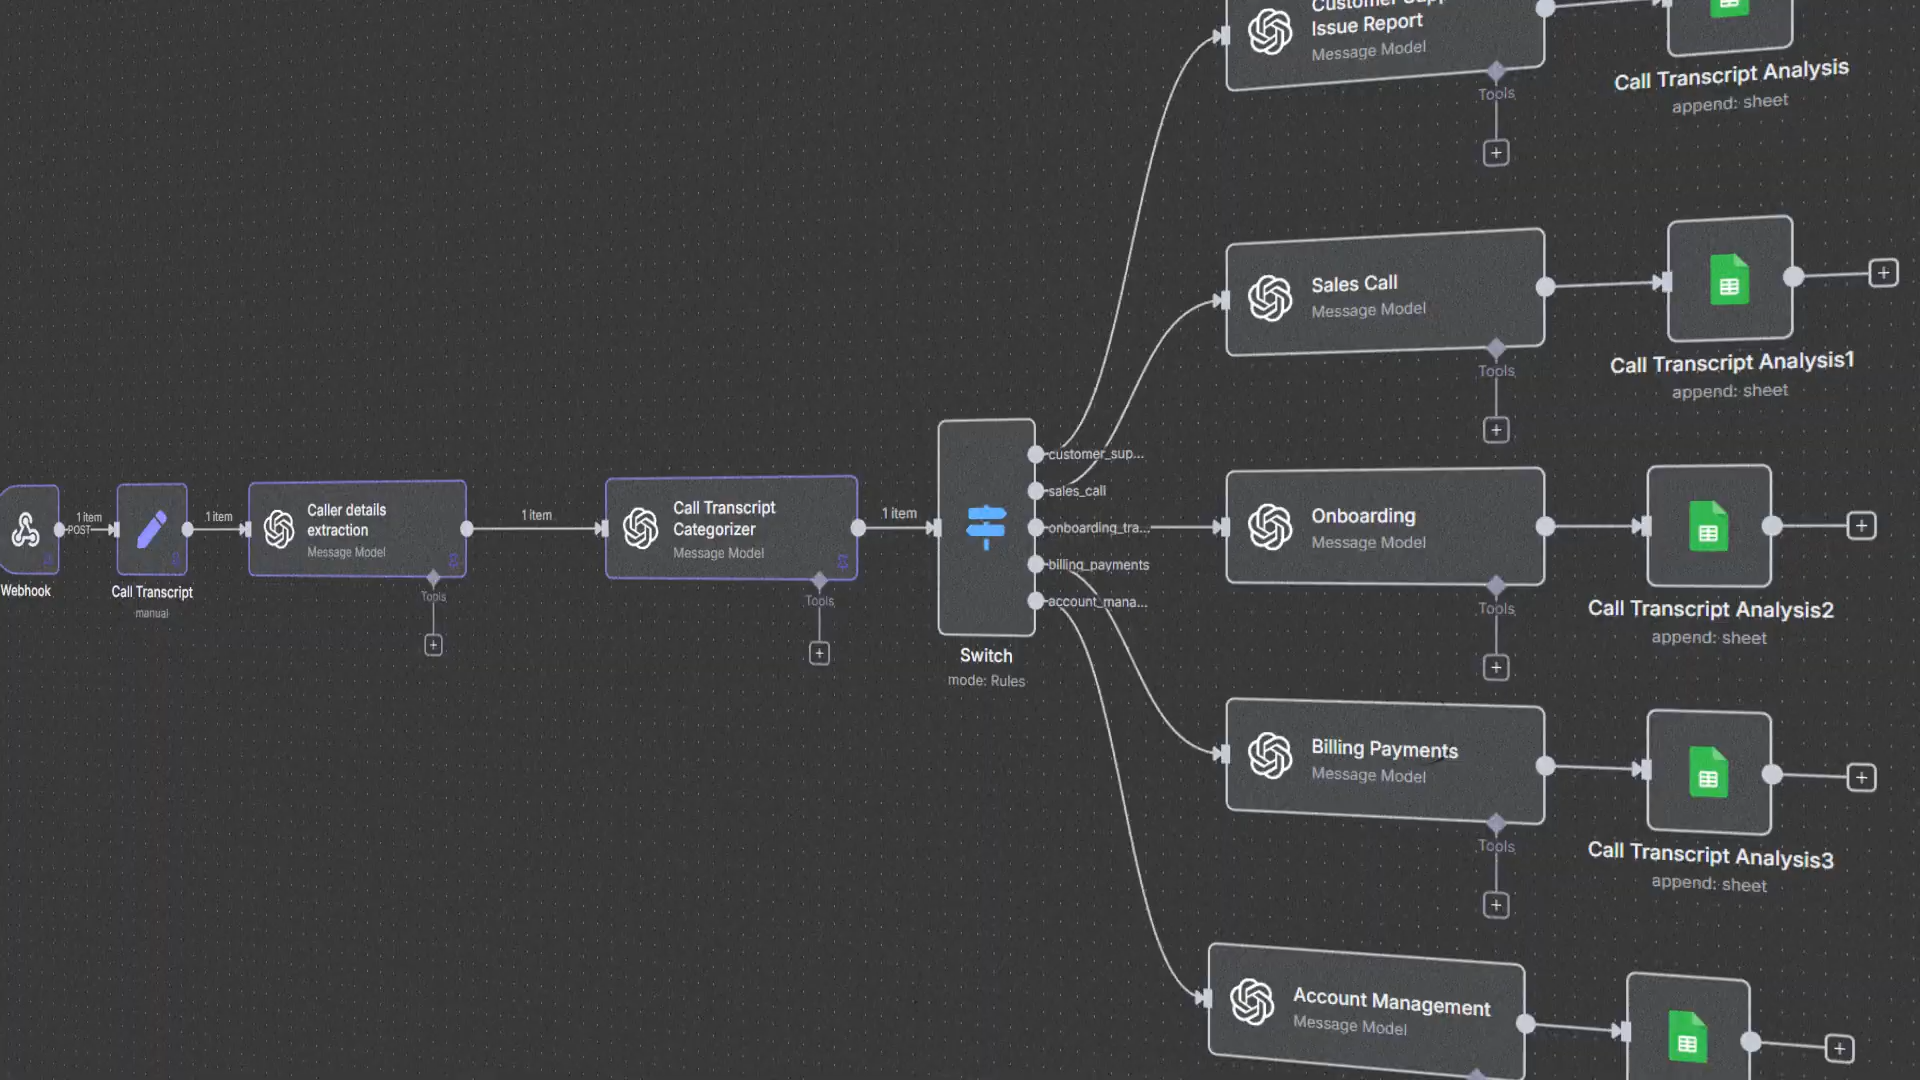 Webhook
1 item
POST
Call Transcript
manual
1 item
Caller details
extraction
Message Model
Tools
1 item
Call Transcript
Categorizer
Message Model
Tools
1 item
Switch
mode: Rules
customer_sup...
sales_call
onboarding_tra...
billing_payments
account_mana...
Customer
Issue Report
Message Model
Tools
Call Transcript Analysis
append: sheet
Sales Call
Message Model
Tools
Call Transcript Analysis1
append: sheet
Onboarding
Message Model
Tools
Call Transcript Analysis2
append: sheet
Billing Payments
Message Model
Tools
Call Transcript Analysis3
append: sheet
Account Management
Message Model